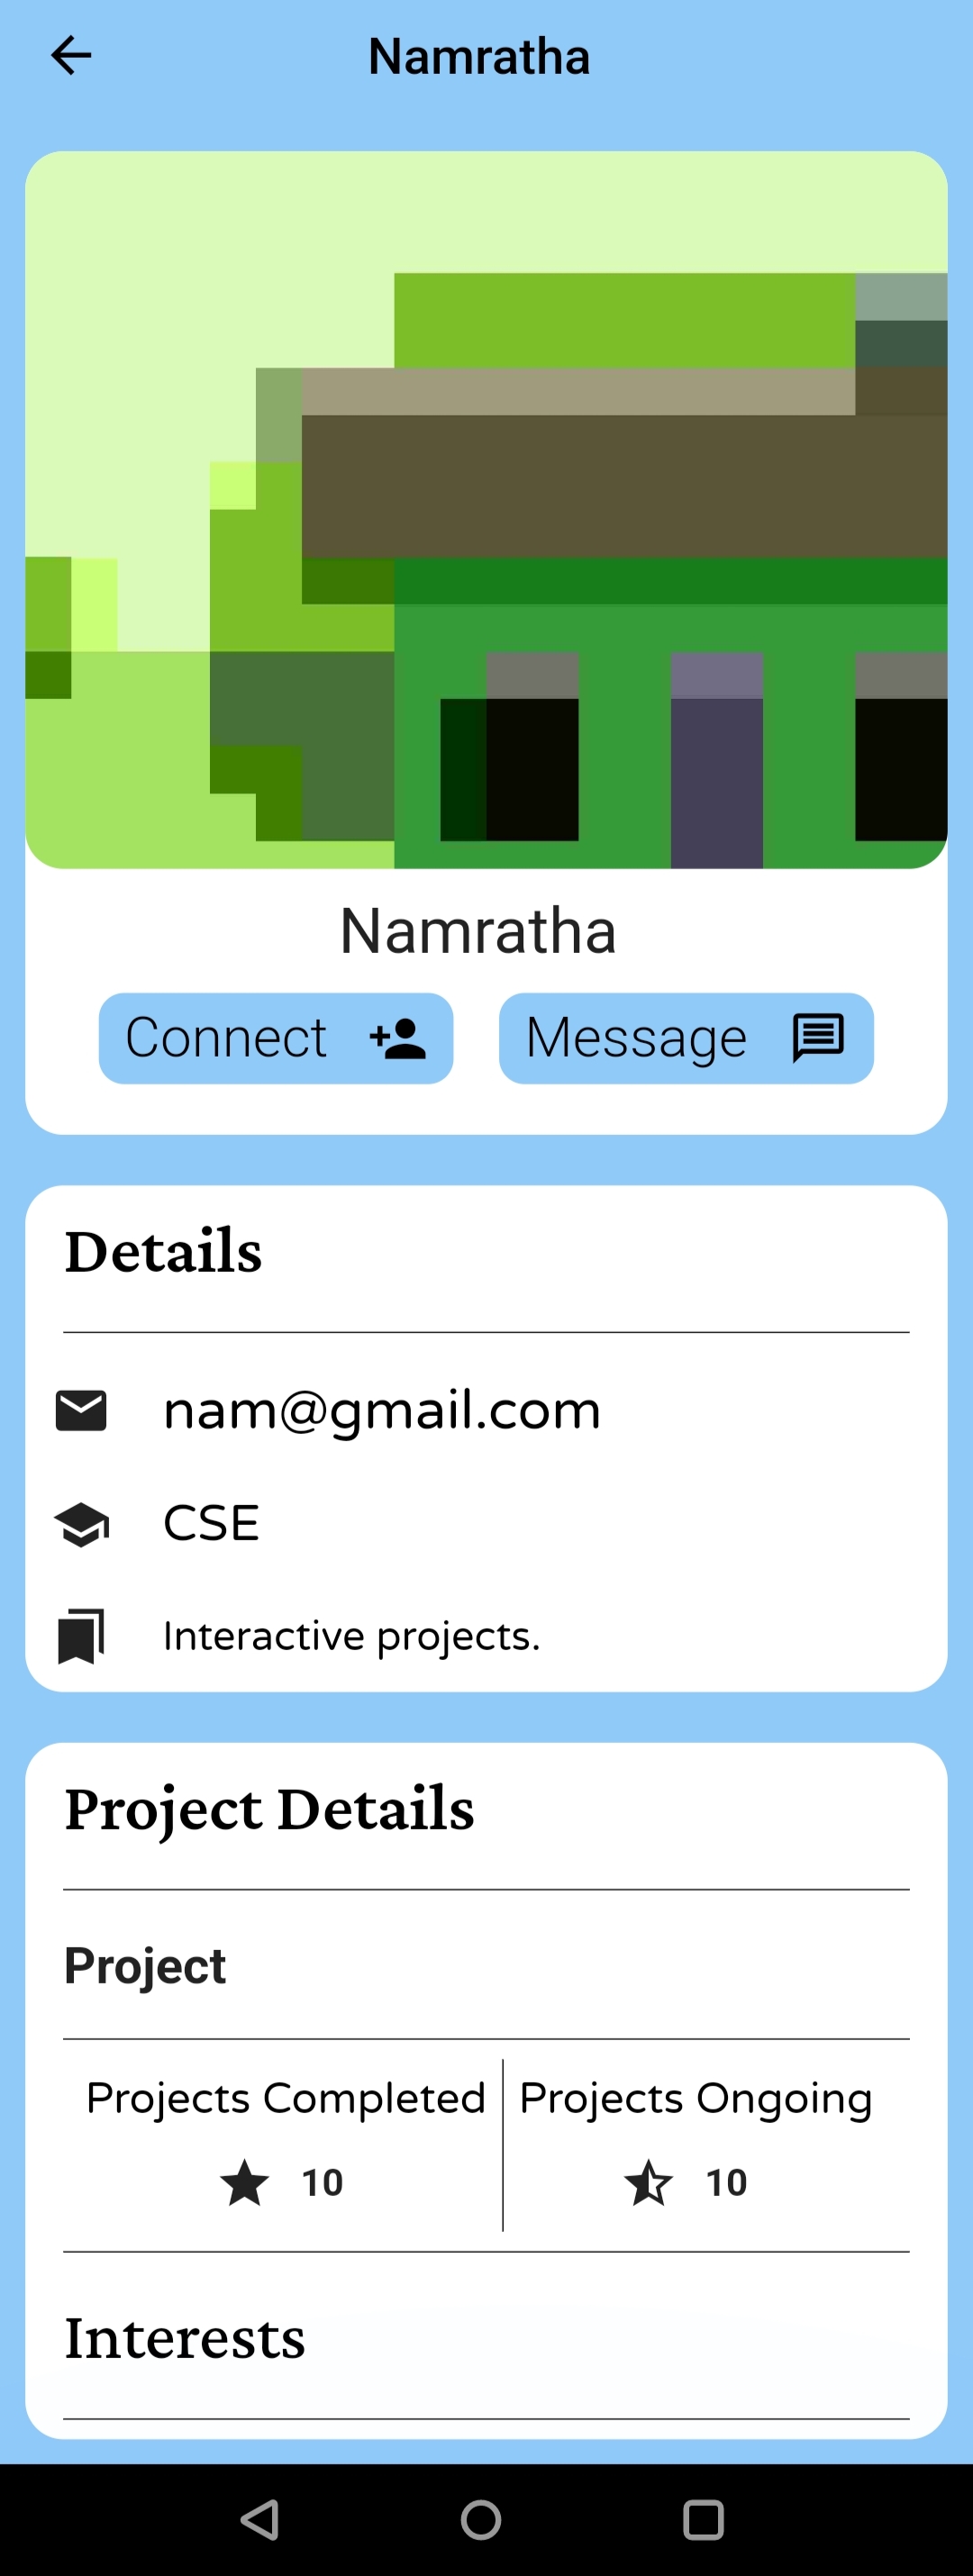 Namratha
Namratha
Connect
Message
Details
nam@gmail.com
CSE
Interactive projects.
Project Details
Project
Projects Completed
Projects Ongoing
10
10
Interests